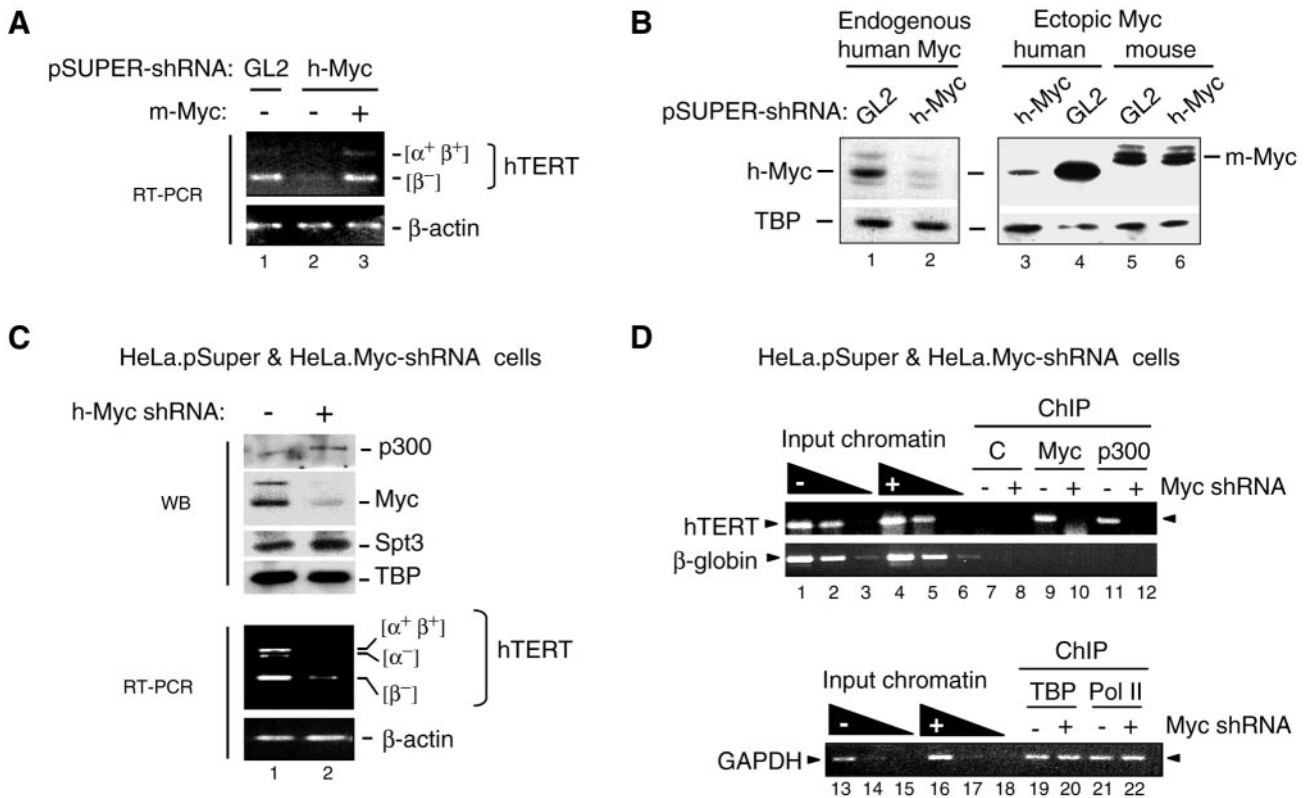 A
pSUPER-shRNA: GL2 h-Myc
m-Myc: - - +
[α⁺ β⁺]
[β⁻]
hTERT
RT-PCR
β-actin
1 2 3
B
Endogenous human Myc
Ectopic Myc
human mouse
pSUPER-shRNA: GL2 h-Myc h-Myc GL2 GL2 h-Myc
h-Myc
m-Myc
TBP
1 2 3 4 5 6
C
HeLa.pSuper & HeLa.Myc-shRNA cells
h-Myc shRNA: - +
p300
WB
Myc
Spt3
TBP
[α⁺ β⁺]
[α⁻]
[β⁻]
hTERT
RT-PCR
β-actin
1 2
D
HeLa.pSuper & HeLa.Myc-shRNA cells
ChIP
Input chromatin
C Myc p300
- + - + - + - + Myc shRNA
hTERT
β-globin
1 2 3 4 5 6 7 8 9 10 11 12
ChIP
Input chromatin
TBP Pol II
- + - + - + Myc shRNA
GAPDH
13 14 15 16 17 18 19 20 21 22